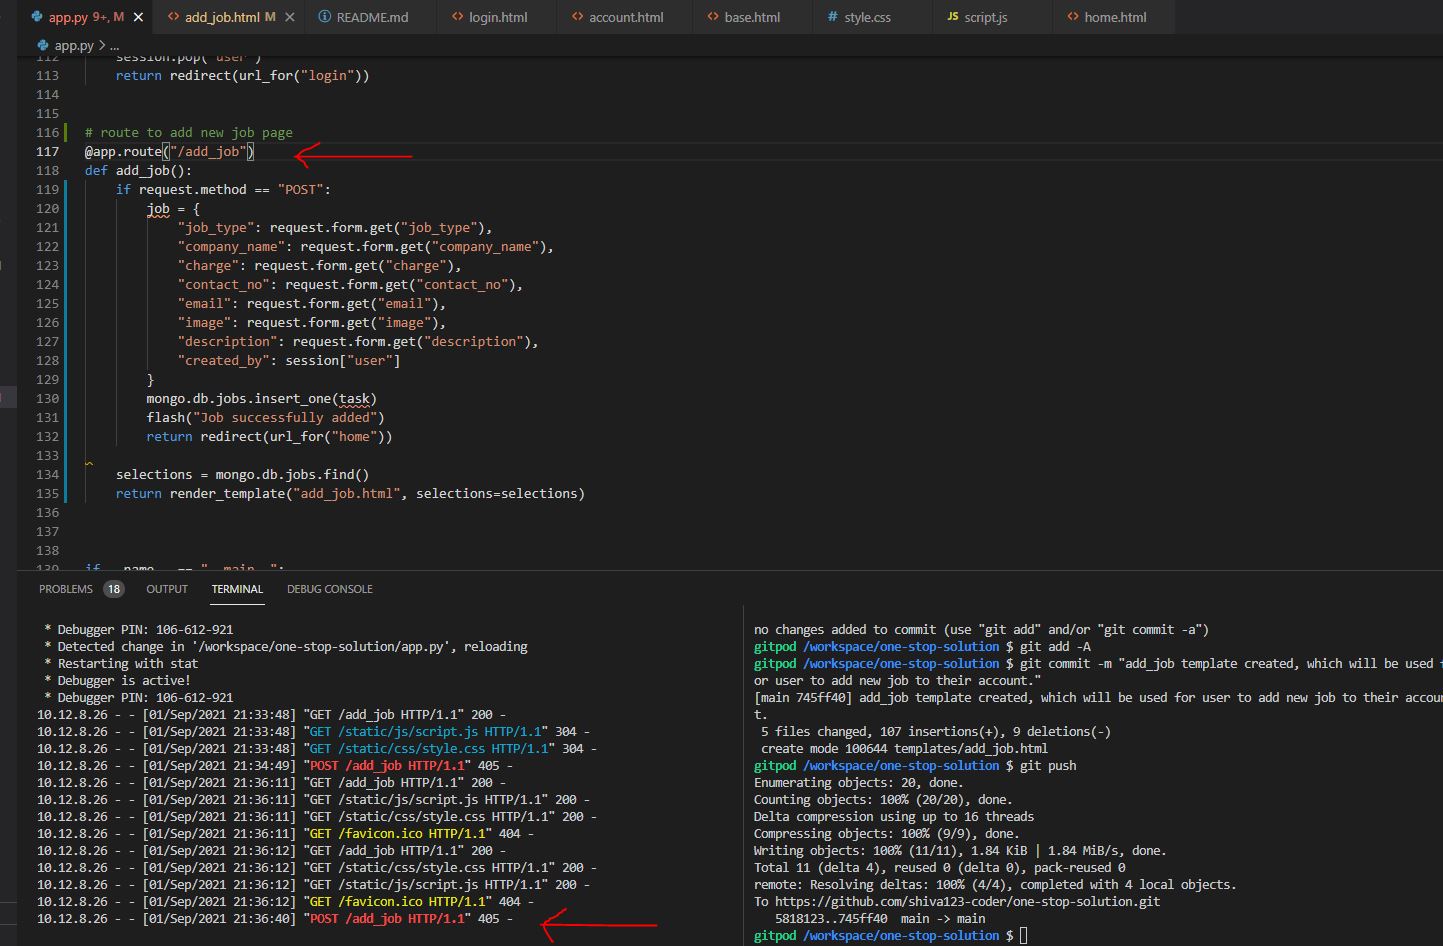 app.py 9+, M
add_job.html M
README.md
login.html
account.html
base.html
# style.css
JS script.js
home.html
app.py > ...
112 session.pop("user")
113 return redirect(url_for("login"))
114
115
116 # route to add new job page
117 @app.route("/add_job")
118 def add_job():
119 if request.method == "POST":
120 job = {
121 "job_type": request.form.get("job_type"),
122 "company_name": request.form.get("company_name"),
123 "charge": request.form.get("charge"),
124 "contact_no": request.form.get("contact_no"),
125 "email": request.form.get("email"),
126 "image": request.form.get("image"),
127 "description": request.form.get("description"),
128 "created_by": session["user"]
129 }
130 mongo.db.jobs.insert_one(task)
131 flash("Job successfully added")
132 return redirect(url_for("home"))
133
134 selections = mongo.db.jobs.find()
135 return render_template("add_job.html", selections=selections)
136
137
138
139 if __name__ == "__main__":
PROBLEMS 18 OUTPUT TERMINAL DEBUG CONSOLE
* Debugger PIN: 106-612-921
* Detected change in '/workspace/one-stop-solution/app.py', reloading
* Restarting with stat
* Debugger is active!
* Debugger PIN: 106-612-921
10.12.8.26 - - [01/Sep/2021 21:33:48] "GET /add_job HTTP/1.1" 200 -
10.12.8.26 - - [01/Sep/2021 21:33:48] "GET /static/js/script.js HTTP/1.1" 304 -
10.12.8.26 - - [01/Sep/2021 21:33:48] "GET /static/css/style.css HTTP/1.1" 304 -
10.12.8.26 - - [01/Sep/2021 21:34:49] "POST /add_job HTTP/1.1" 405 -
10.12.8.26 - - [01/Sep/2021 21:36:11] "GET /add_job HTTP/1.1" 200 -
10.12.8.26 - - [01/Sep/2021 21:36:11] "GET /static/js/script.js HTTP/1.1" 200 -
10.12.8.26 - - [01/Sep/2021 21:36:11] "GET /static/css/style.css HTTP/1.1" 200 -
10.12.8.26 - - [01/Sep/2021 21:36:11] "GET /favicon.ico HTTP/1.1" 404 -
10.12.8.26 - - [01/Sep/2021 21:36:12] "GET /add_job HTTP/1.1" 200 -
10.12.8.26 - - [01/Sep/2021 21:36:12] "GET /static/css/style.css HTTP/1.1" 200 -
10.12.8.26 - - [01/Sep/2021 21:36:12] "GET /static/js/script.js HTTP/1.1" 200 -
10.12.8.26 - - [01/Sep/2021 21:36:12] "GET /favicon.ico HTTP/1.1" 404 -
10.12.8.26 - - [01/Sep/2021 21:36:40] "POST /add_job HTTP/1.1" 405 -
no changes added to commit (use "git add" and/or "git commit -a")
gitpod /workspace/one-stop-solution $ git add -A
gitpod /workspace/one-stop-solution $ git commit -m "add_job template created, which will be used f
or user to add new job to their account."
[main 745ff40] add_job template created, which will be used for user to add new job to their accoun
t.
5 files changed, 107 insertions(+), 9 deletions(-)
create mode 100644 templates/add_job.html
gitpod /workspace/one-stop-solution $ git push
Enumerating objects: 20, done.
Counting objects: 100% (20/20), done.
Delta compression using up to 16 threads
Compressing objects: 100% (9/9), done.
Writing objects: 100% (11/11), 1.84 KiB | 1.84 MiB/s, done.
Total 11 (delta 4), reused 0 (delta 0), pack-reused 0
remote: Resolving deltas: 100% (4/4), completed with 4 local objects.
To https://github.com/shiva123-coder/one-stop-solution.git
5818123..745ff40 main -> main
gitpod /workspace/one-stop-solution $